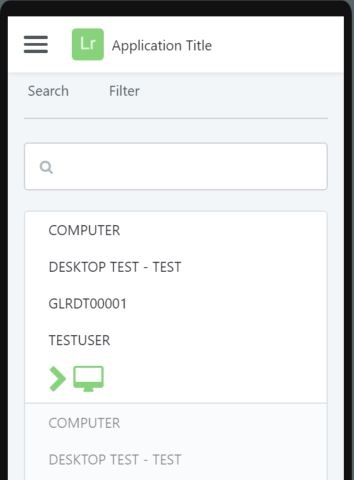 Lr Application Title
Search Filter
COMPUTER
DESKTOP TEST - TEST
GLRDT00001
TESTUSER
COMPUTER
DESKTOP TEST - TEST